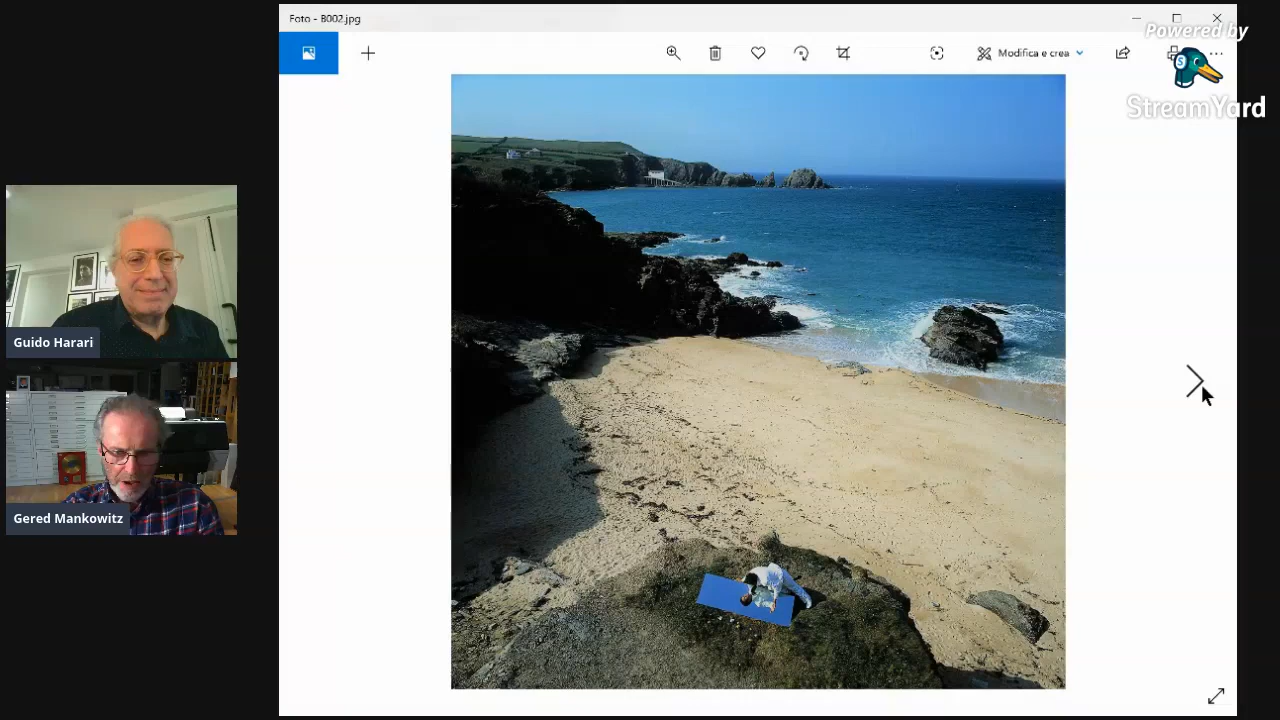 Foto - B002.jpg
Powered by
Modifica e crea
StreamYard
Guido Harari
Gered Mankowitz